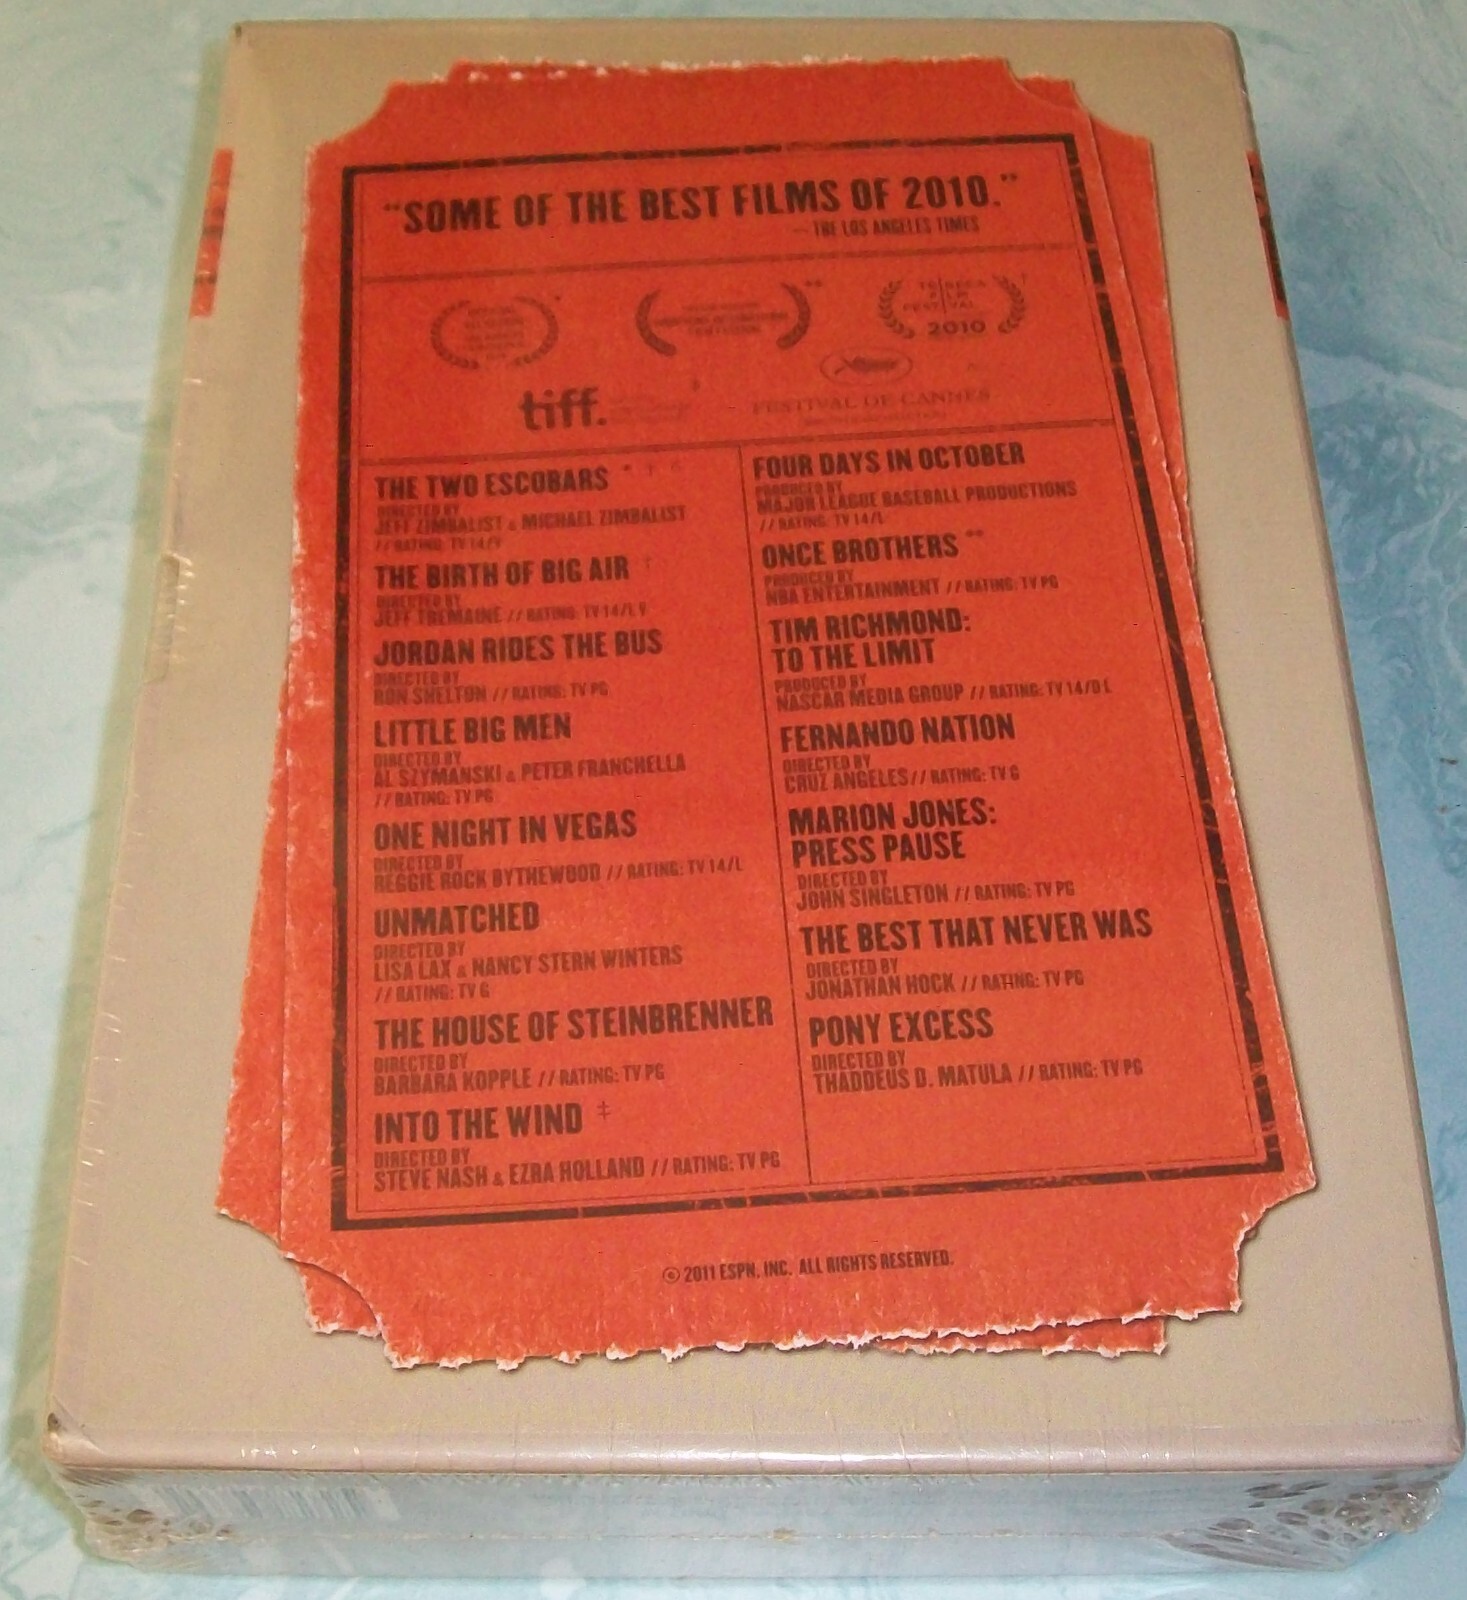 "SOME OF THE BEST FILMS OF 2010."
— THE LOS ANGELES TIMES
FILM FESTIVAL
TRIBECA
FILM
FESTIVAL
2010
tiff.
FESTIVAL DE CANNES
THE TWO ESCOBARS
DIRECTED BY
JEFF ZIMBALIST & MICHAEL ZIMBALIST
// RATING: TV 14/V
THE BIRTH OF BIG AIR
DIRECTED BY
JEFF TREMAINE // RATING: TV 14/L V
JORDAN RIDES THE BUS
DIRECTED BY
RON SHELTON // RATING: TV PG
LITTLE BIG MEN
DIRECTED BY
AL SZYMANSKI & PETER FRANCHELLA
// RATING: TV PG
ONE NIGHT IN VEGAS
DIRECTED BY
REGGIE ROCK BYTHEWOOD // RATING: TV 14/L
UNMATCHED
DIRECTED BY
LISA LAX & NANCY STERN WINTERS
// RATING: TV G
THE HOUSE OF STEINBRENNER
DIRECTED BY
BARBARA KOPPLE // RATING: TV PG
INTO THE WIND ‡
DIRECTED BY
STEVE NASH & EZRA HOLLAND // RATING: TV PG
FOUR DAYS IN OCTOBER
PRODUCED BY
MAJOR LEAGUE BASEBALL PRODUCTIONS
// RATING: TV 14/L
ONCE BROTHERS **
PRODUCED BY
NBA ENTERTAINMENT // RATING: TV PG
TIM RICHMOND:
TO THE LIMIT
PRODUCED BY
NASCAR MEDIA GROUP // RATING: TV 14/D L
FERNANDO NATION
DIRECTED BY
CRUZ ANGELES // RATING: TV G
MARION JONES:
PRESS PAUSE
DIRECTED BY
JOHN SINGLETON // RATING: TV PG
THE BEST THAT NEVER WAS
DIRECTED BY
JONATHAN HOCK // RATING: TV PG
PONY EXCESS
DIRECTED BY
THADDEUS D. MATULA // RATING: TV PG
© 2011 ESPN, INC. ALL RIGHTS RESERVED.